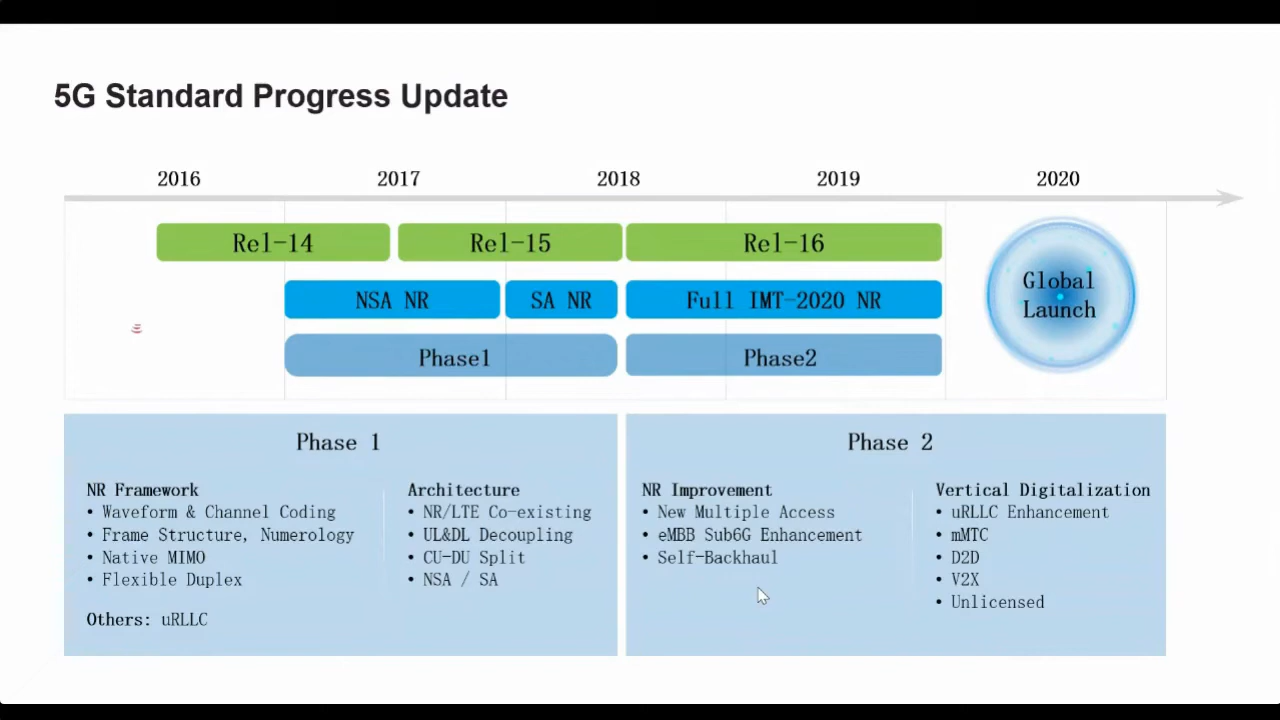 5G Standard Progress Update
2016 2017 2018 2019 2020
Rel-14 Rel-15 Rel-16
NSA NR SA NR Full IMT-2020 NR
Global
Launch
Phase1 Phase2
Phase 1
NR Framework
• Waveform & Channel Coding
• Frame Structure, Numerology
• Native MIMO
• Flexible Duplex
Others: uRLLC
Architecture
• NR/LTE Co-existing
• UL&DL Decoupling
• CU-DU Split
• NSA / SA
Phase 2
NR Improvement
• New Multiple Access
• eMBB Sub6G Enhancement
• Self-Backhaul
Vertical Digitalization
• uRLLC Enhancement
• mMTC
• D2D
• V2X
• Unlicensed